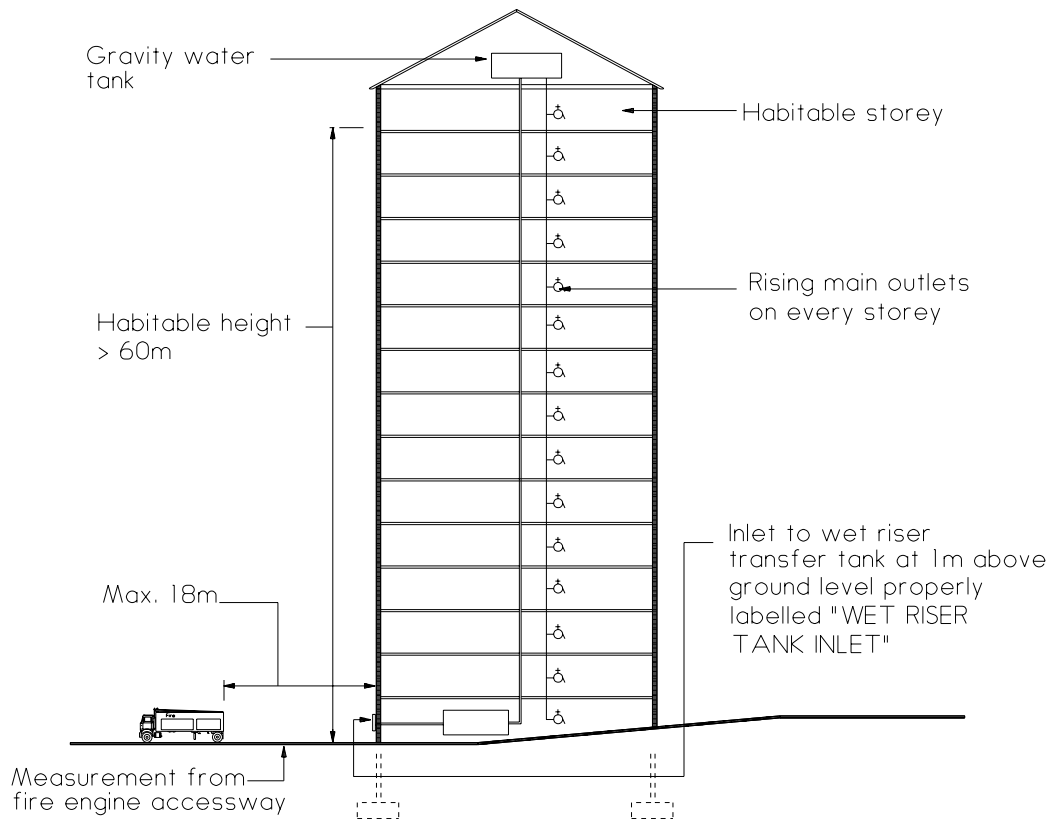 Gravity water
tank
Habitable storey
Rising main outlets
on every storey
Habitable height
> 60m
Inlet to wet riser
transfer tank at 1m above
ground level properly
labelled "WET RISER
TANK INLET"
Max. 18m
Fire
Measurement from
fire engine accessway